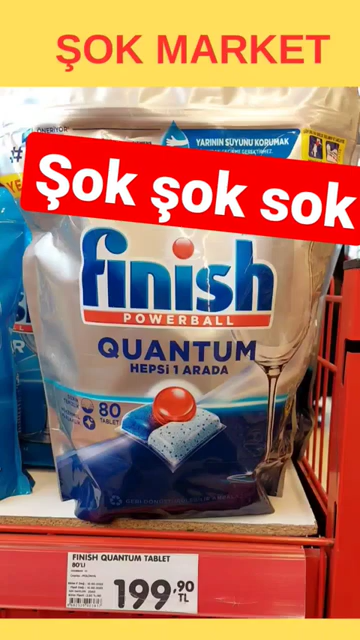 ŞOK MARKET
YARININ SUYUNU KORUMAK
Şok şok sok
finish
POWERBALL
QUANTUM
HEPSİ 1 ARADA
80
TABLET
FINISH QUANTUM TABLET
80'Lİ
199,90
TL